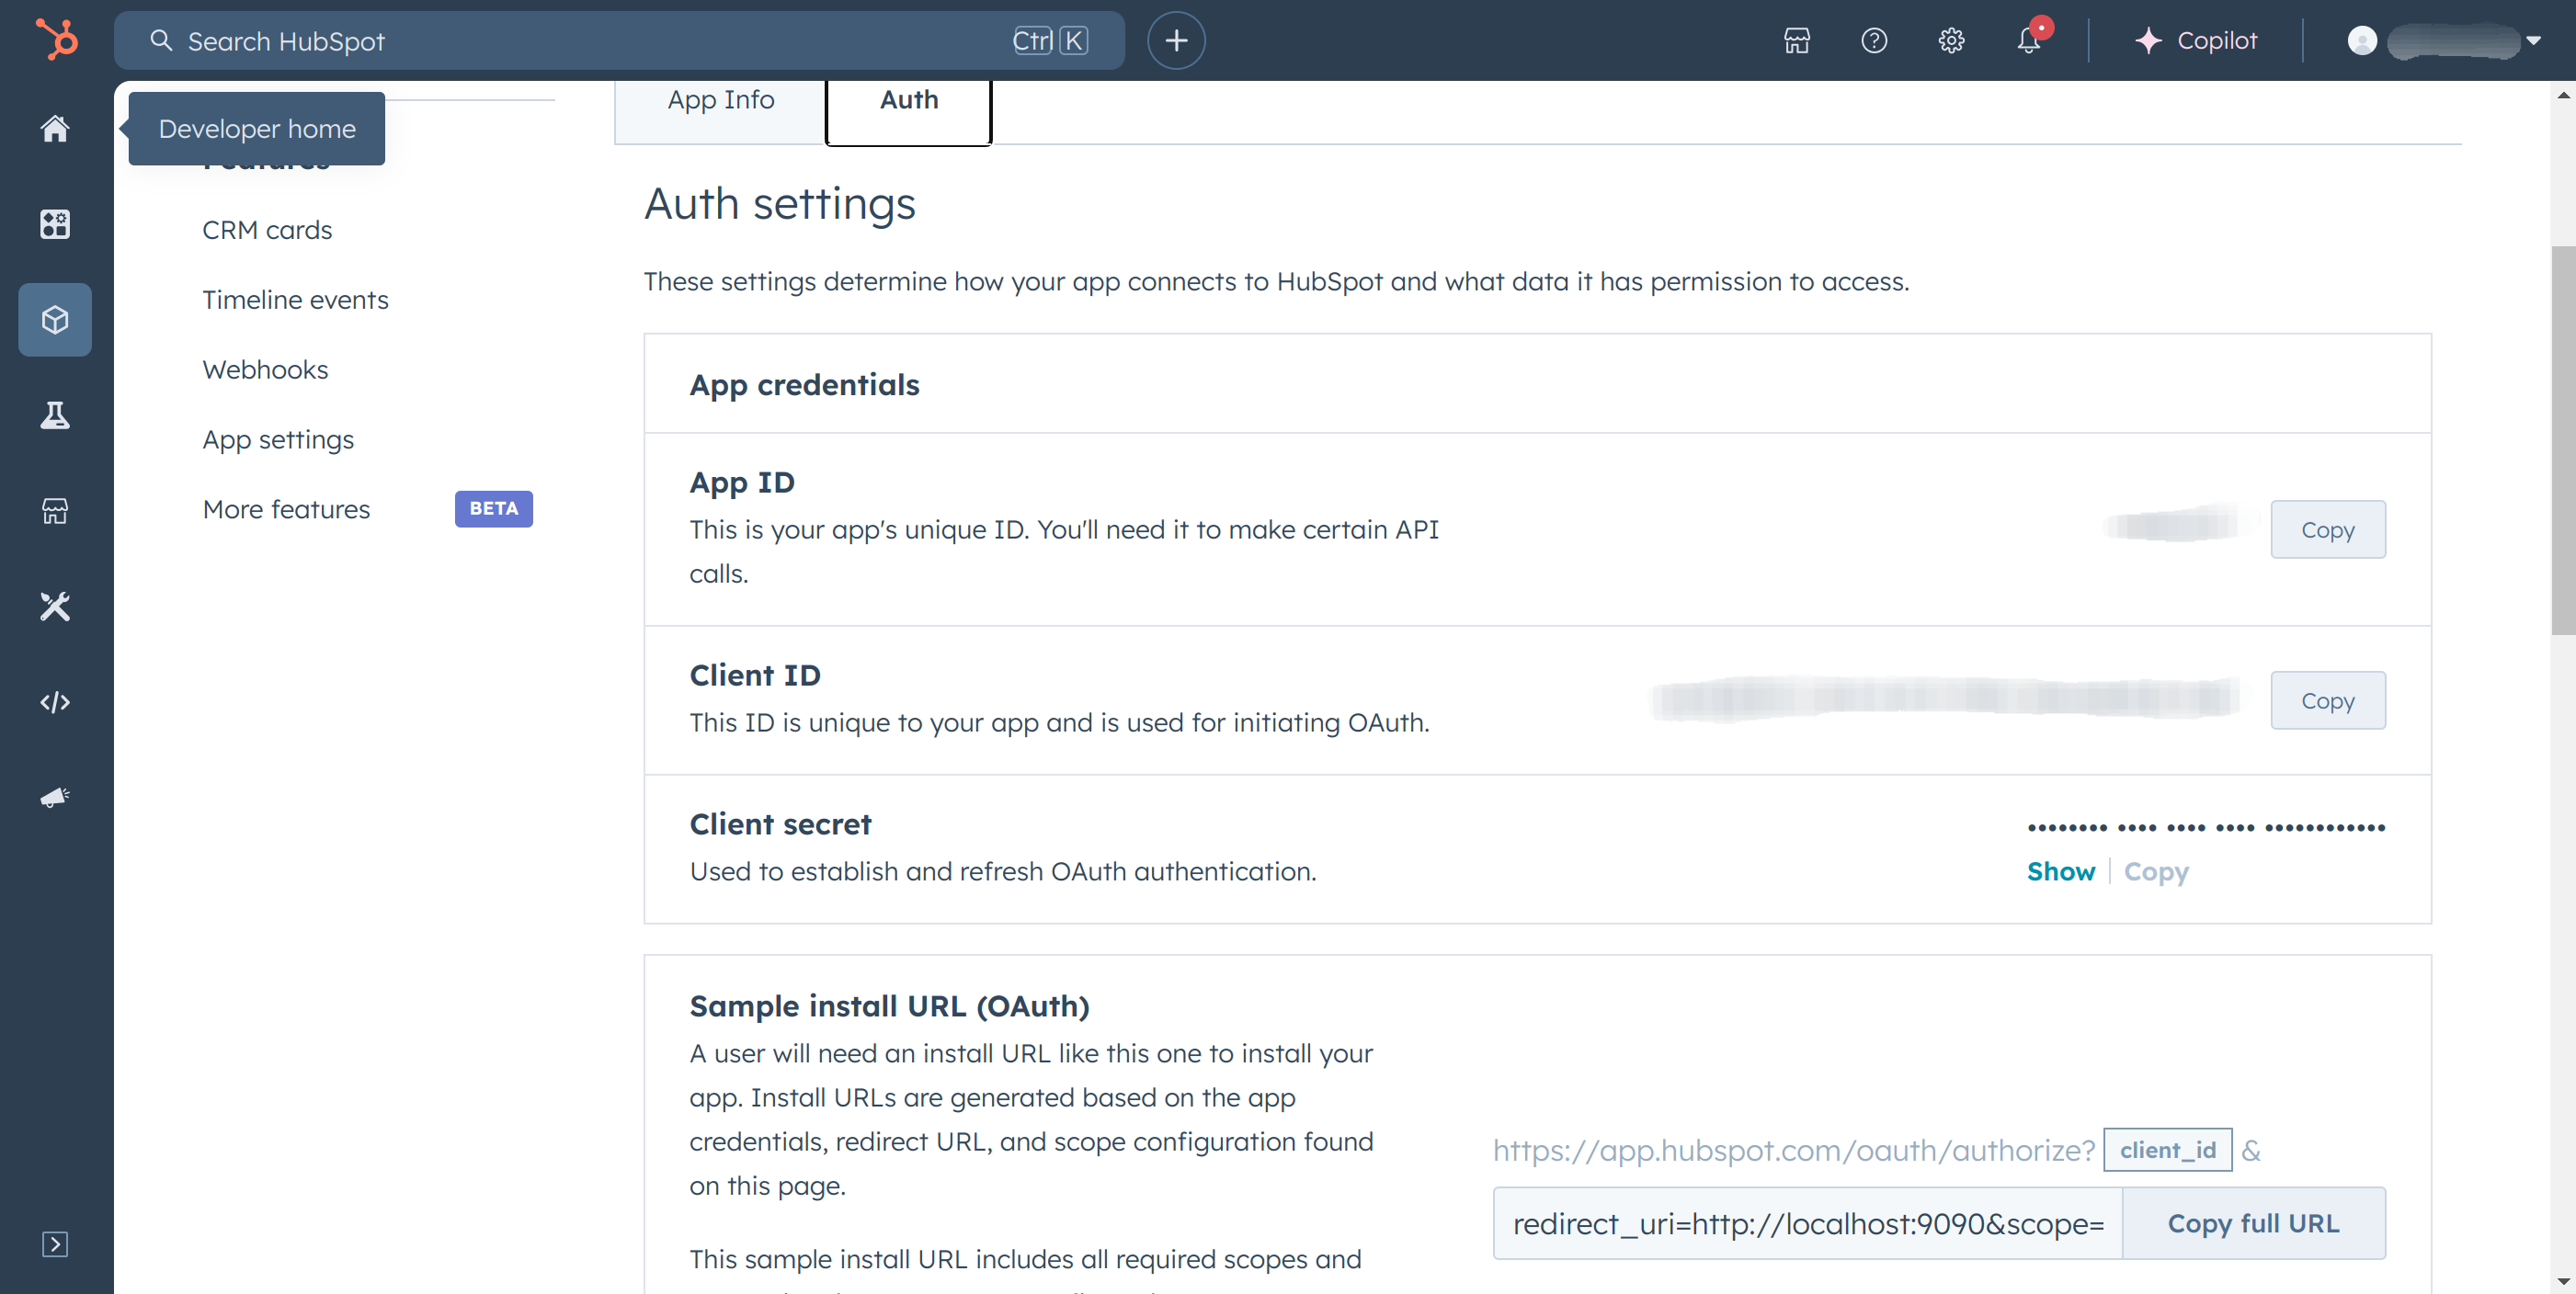 Search HubSpot
Ctrl K
Copilot
Developer home
App Info
Auth
Features
CRM cards
Timeline events
Webhooks
App settings
More features
BETA
Auth settings
These settings determine how your app connects to HubSpot and what data it has permission to access.
App credentials
App ID
This is your app's unique ID. You'll need it to make certain API
calls.
Copy
Client ID
This ID is unique to your app and is used for initiating OAuth.
Copy
Client secret
Used to establish and refresh OAuth authentication.
Show
Copy
Sample install URL (OAuth)
A user will need an install URL like this one to install your
app. Install URLs are generated based on the app
credentials, redirect URL, and scope configuration found
on this page.
This sample install URL includes all required scopes and
https://app.hubspot.com/oauth/authorize? client_id &
redirect_uri=http://localhost:9090&scope=
Copy full URL